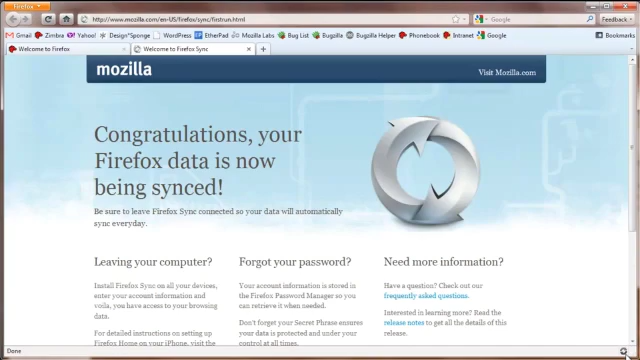 Firefox
http://www.mozilla.com/en-US/firefox/sync/firstrun.html
Google
Gmail Zimbra Yahoo! Design*Sponge WordPress EtherPad Mozilla Labs Bug List Bugzilla Bugzilla Helper Phonebook Intranet Google Bookmarks
Welcome to Firefox
Welcome to Firefox Sync
mozilla
Visit Mozilla.com
Congratulations, your
Firefox data is now
being synced!
Be sure to leave Firefox Sync connected so your data will automatically
sync everyday.
Leaving your computer?
Install Firefox Sync on all your devices,
enter your account information and
voila, you have access to your browsing
data.
For detailed instructions on setting up
Firefox Home on your iPhone, visit the
Forgot your password?
Your account information is stored in
the Firefox Password Manager so you
can retrieve it when needed.
Don't forget your Secret Phrase ensures
your data is protected and under your
control at all times.
Need more information?
Have a question? Check out our
frequently asked questions.
Interested in learning more? Read the
release notes to get all the details of this
release.
Done